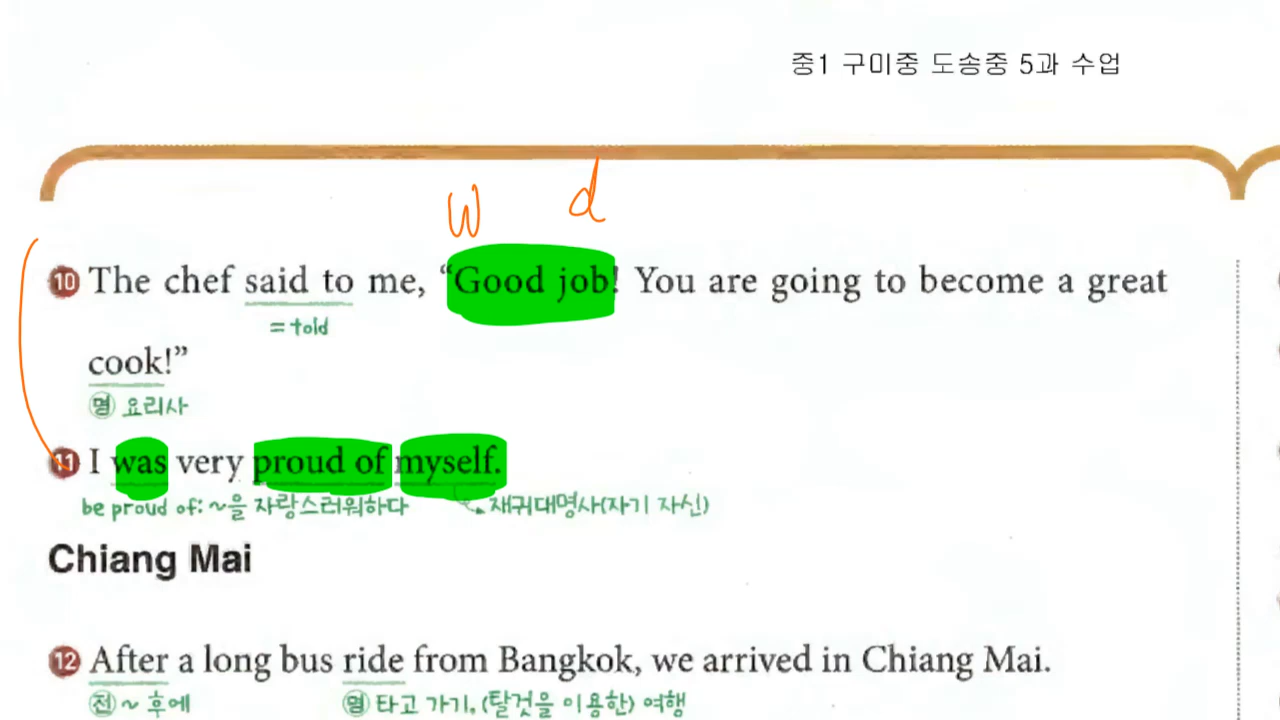 중1 구미중 도송중 5과 수업
W d
10 The chef said to me, “Good job! You are going to become a great
= told
cook!”
명 요리사
11 I was very proud of myself.
be proud of: ~을 자랑스러워하다 재귀대명사(자기 자신)
Chiang Mai
12 After a long bus ride from Bangkok, we arrived in Chiang Mai.
전 ~ 후에 명 타고 가기, (탈것을 이용한) 여행